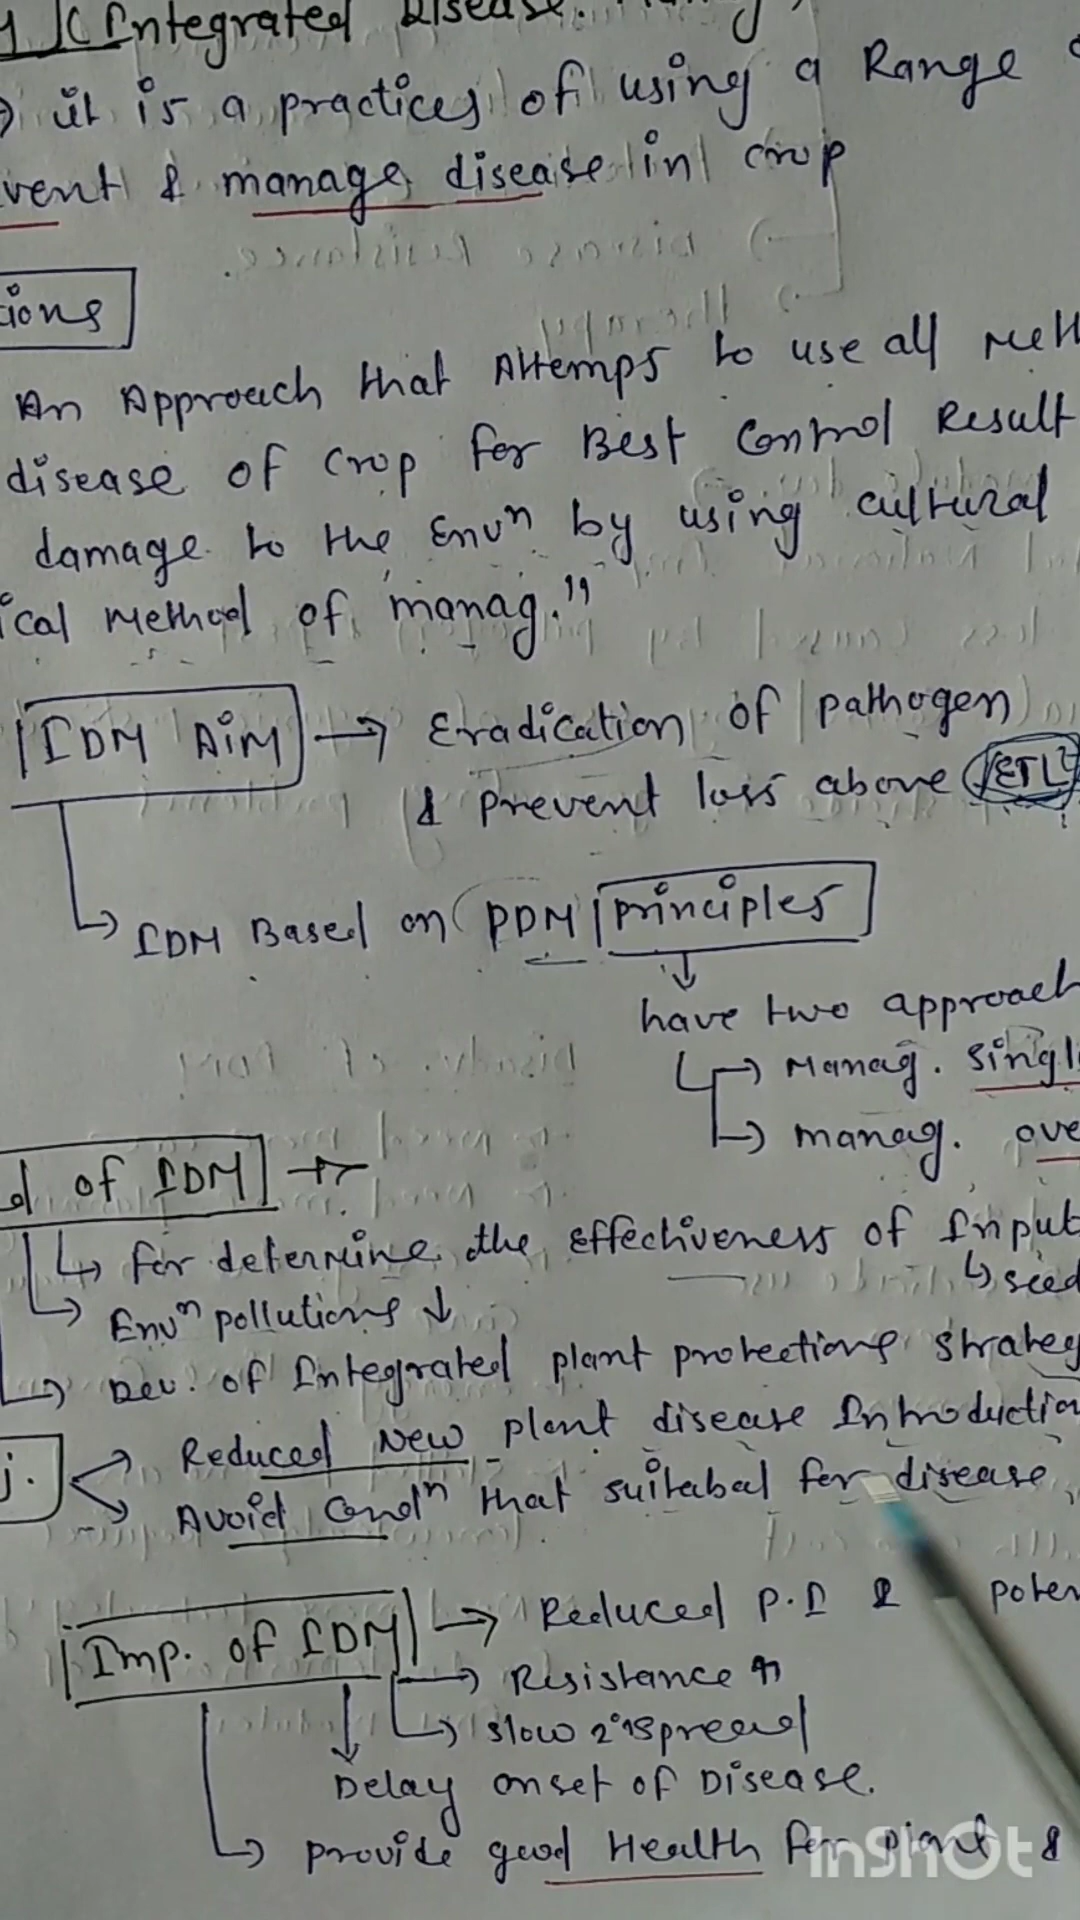 (Integrated Disease.
it is a practices of using a Range
vent & manage disease in crop
ions
An Approach that Attemps to use all Meth
disease of crop for Best Control Result
damage to the Envⁿ by using cultural
ical Method of manag."
IDM AiM → Eradication of pathogen
& prevent loss above ETL
IDM Based on PDM principles
have two approach
Manag. Singl
manag. ove
d of IDM →
for determine the effectiveness of Input
↳ seed
Envⁿ pollutions ↓
Dev. of Integrated plant protections Strateg
j. Reduced New plant disease Introduction
Avoid Condⁿ that suitabal for disease
Imp. of IDM → Reduced P.I & poten
Resistance ↑
slow 2° spread
Delay onset of Disease.
provide good Health for plant &
InShOt